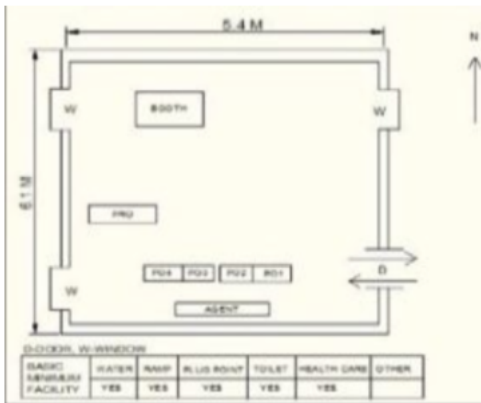 5.4 M
N
W
BOOTH
W
6.1 M
PRO
PO4 PO3 PO2 PO1
D
W
AGENT
D-DOOR, W-WINDOW
BASIC MINIMUM FACILITY WATER RAMP PLUG POINT TOILET HEALTH CARE OTHER
YES YES YES YES YES